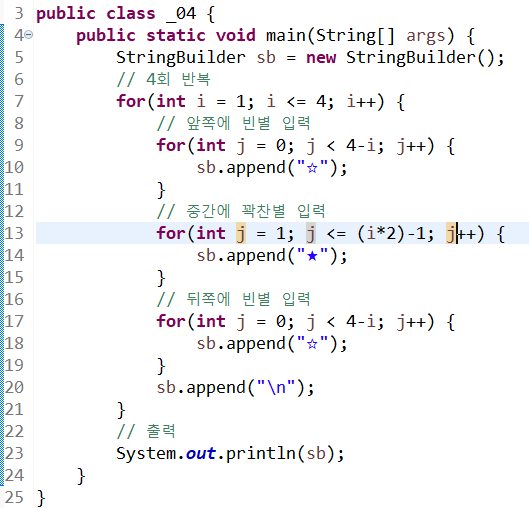 3 public class _04 {
4     public static void main(String[] args) {
5         StringBuilder sb = new StringBuilder();
6         // 4회 반복
7         for(int i = 1; i <= 4; i++) {
8             // 앞쪽에 빈별 입력
9             for(int j = 0; j < 4-i; j++) {
10                 sb.append("☆");
11             }
12             // 중간에 꽉찬별 입력
13             for(int j = 1; j <= (i*2)-1; j++) {
14                 sb.append("★");
15             }
16             // 뒤쪽에 빈별 입력
17             for(int j = 0; j < 4-i; j++) {
18                 sb.append("☆");
19             }
20             sb.append("\n");
21         }
22         // 출력
23         System.out.println(sb);
24     }
25 }